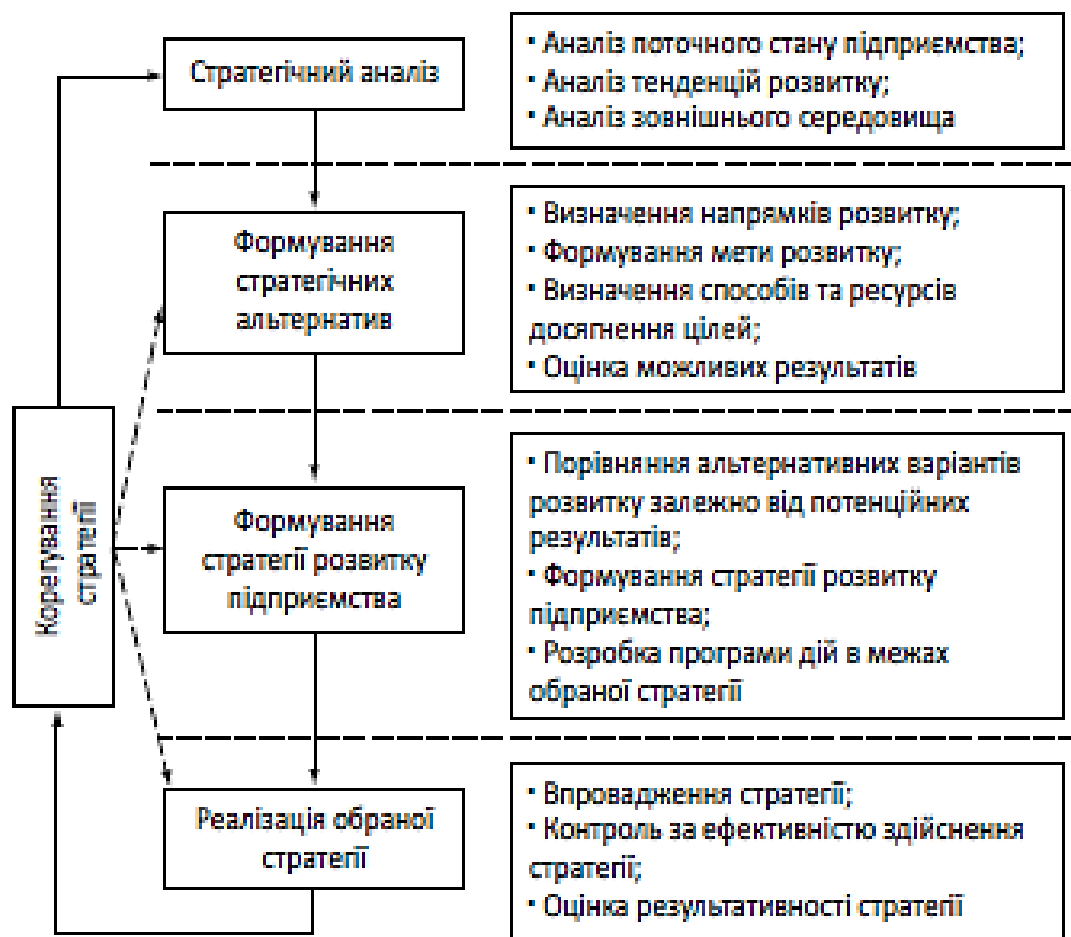 Стратегічний аналіз
• Аналіз поточного стану підприємства;
• Аналіз тенденцій розвитку;
• Аналіз зовнішнього середовища
Формування
стратегічних
альтернатив
• Визначення напрямків розвитку;
• Формування мети розвитку;
• Визначення способів та ресурсів
досягнення цілей;
• Оцінка можливих результатів
Корегування
стратегії
Формування
стратегії розвитку
підприємства
• Порівняння альтернативних варіантів
розвитку залежно від потенційних
результатів;
• Формування стратегії розвитку
підприємства;
• Розробка програми дій в межах
обраної стратегії
Реалізація обраної
стратегії
• Впровадження стратегії;
• Контроль за ефективністю здійснення
стратегії;
• Оцінка результативності стратегії